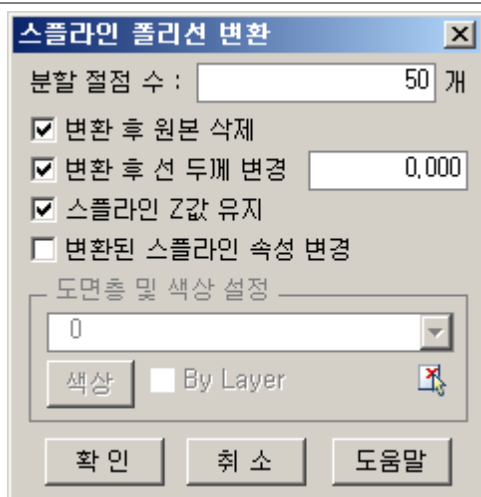 스플라인 폴리선 변환
분할 절점 수 : 50 개
변환 후 원본 삭제
변환 후 선 두께 변경 0,000
스플라인 Z값 유지
변환된 스플라인 속성 변경
도면층 및 색상 설정
0
색상 By Layer
확 인 취 소 도움말